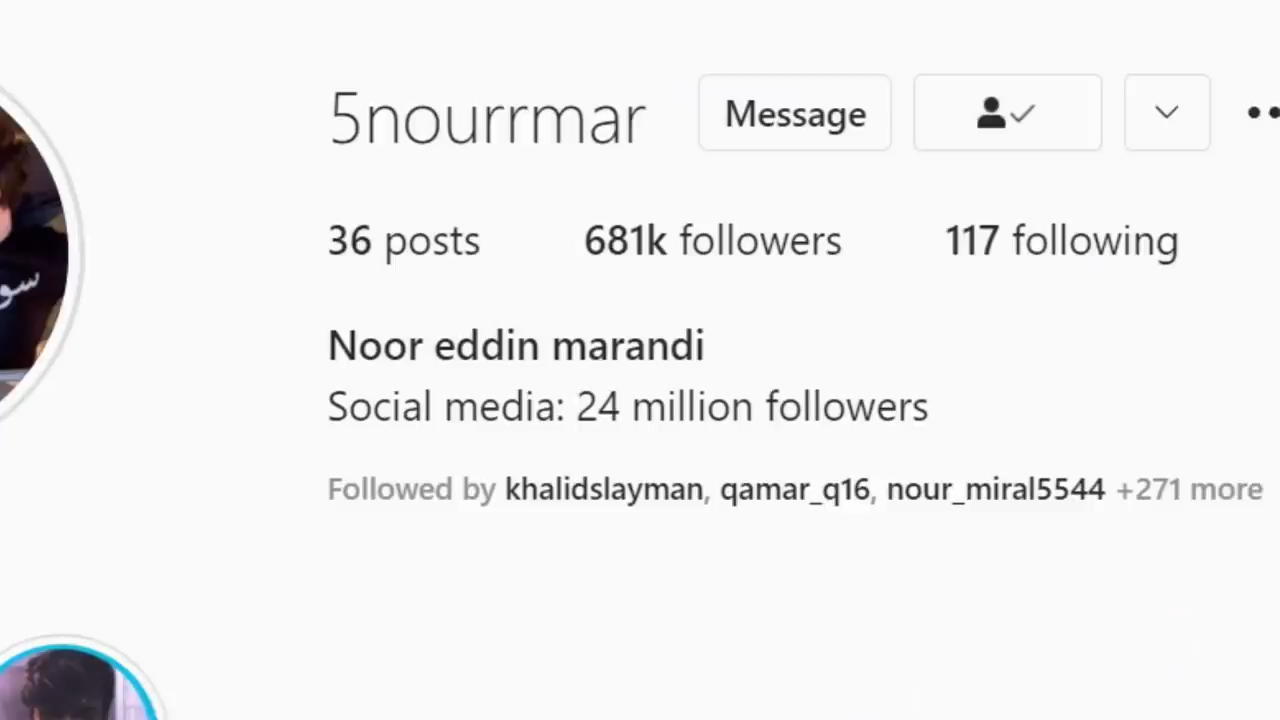 5nourrmar Message
36 posts 681k followers 117 following
Noor eddin marandi
Social media: 24 million followers
Followed by khalidslayman, qamar_q16, nour_miral5544 +271 more